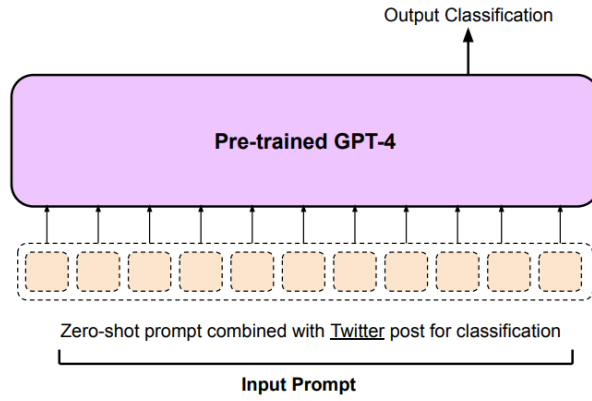 Output Classification
Pre-trained GPT-4
Zero-shot prompt combined with Twitter post for classification
Input Prompt